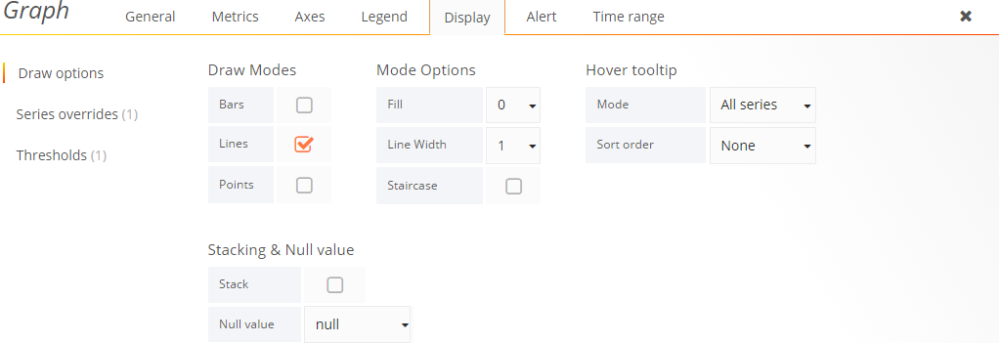 Graph General Metrics Axes Legend Display Alert Time range
Draw options
Series overrides (1)
Thresholds (1)
Draw Modes
Bars
Lines
Points
Mode Options
Fill 0
Line Width 1
Staircase
Hover tooltip
Mode All series
Sort order None
Stacking & Null value
Stack
Null value null